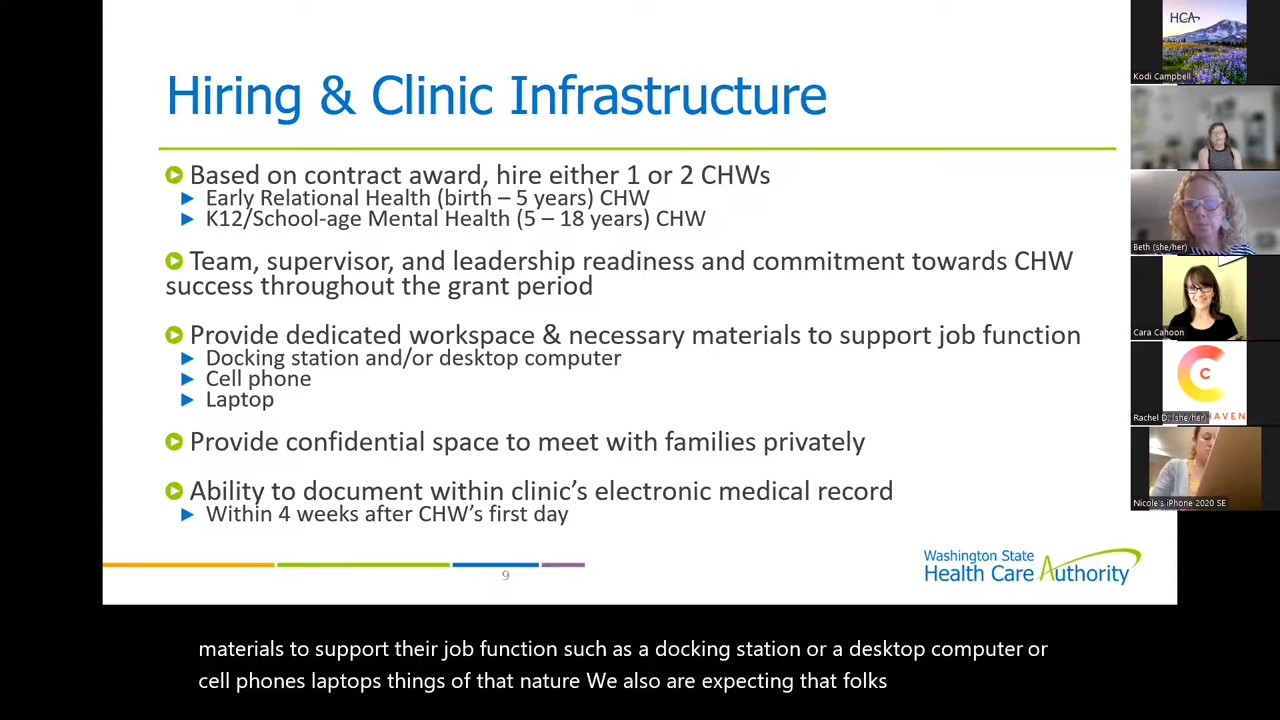 Hiring & Clinic Infrastructure
Based on contract award, hire either 1 or 2 CHWs
Early Relational Health (birth – 5 years) CHW
K12/School-age Mental Health (5 – 18 years) CHW
Team, supervisor, and leadership readiness and commitment towards CHW
success throughout the grant period
Provide dedicated workspace & necessary materials to support job function
Docking station and/or desktop computer
Cell phone
Laptop
Provide confidential space to meet with families privately
Ability to document within clinic's electronic medical record
Within 4 weeks after CHW's first day
9
Washington State
Health Care Authority
HCA
Kodi Campbell
Beth (she/her)
Cara Cahoon
C
HAVEN
Rachel D. (she/her)
Nicole's iPhone 2020 SE
materials to support their job function such as a docking station or a desktop computer or
cell phones laptops things of that nature We also are expecting that folks